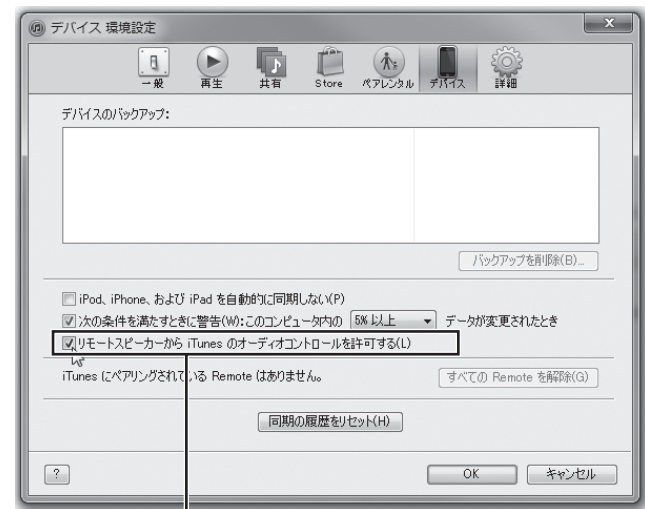 デバイス 環境設定
x
一般 再生 共有 Store ペアレンタル デバイス 詳細
デバイスのバックアップ:
バックアップを削除(B)...
iPod、iPhone、および iPad を自動的に同期しない(P)
次の条件を満たすときに警告(W):このコンピュータ内の 5% 以上 データが変更されたとき
リモートスピーカーから iTunes のオーディオコントロールを許可する(L)
iTunes にペアリングされている Remote はありません。 すべての Remote を解除(G)
同期の履歴をリセット(H)
? OK キャンセル